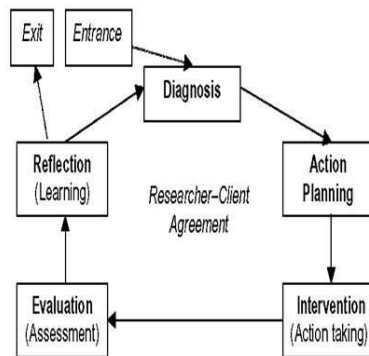 Exit
Entrance
Diagnosis
Reflection
(Learning)
Action
Planning
Researcher–Client
Agreement
Evaluation
(Assessment)
Intervention
(Action taking)